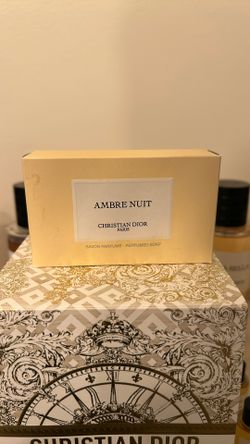 AMBRE NUIT
CHRISTIAN DIOR
PARIS
SAVON PARFUMÉ - PERFUMED SOAP
CHRISTIAN DIOR